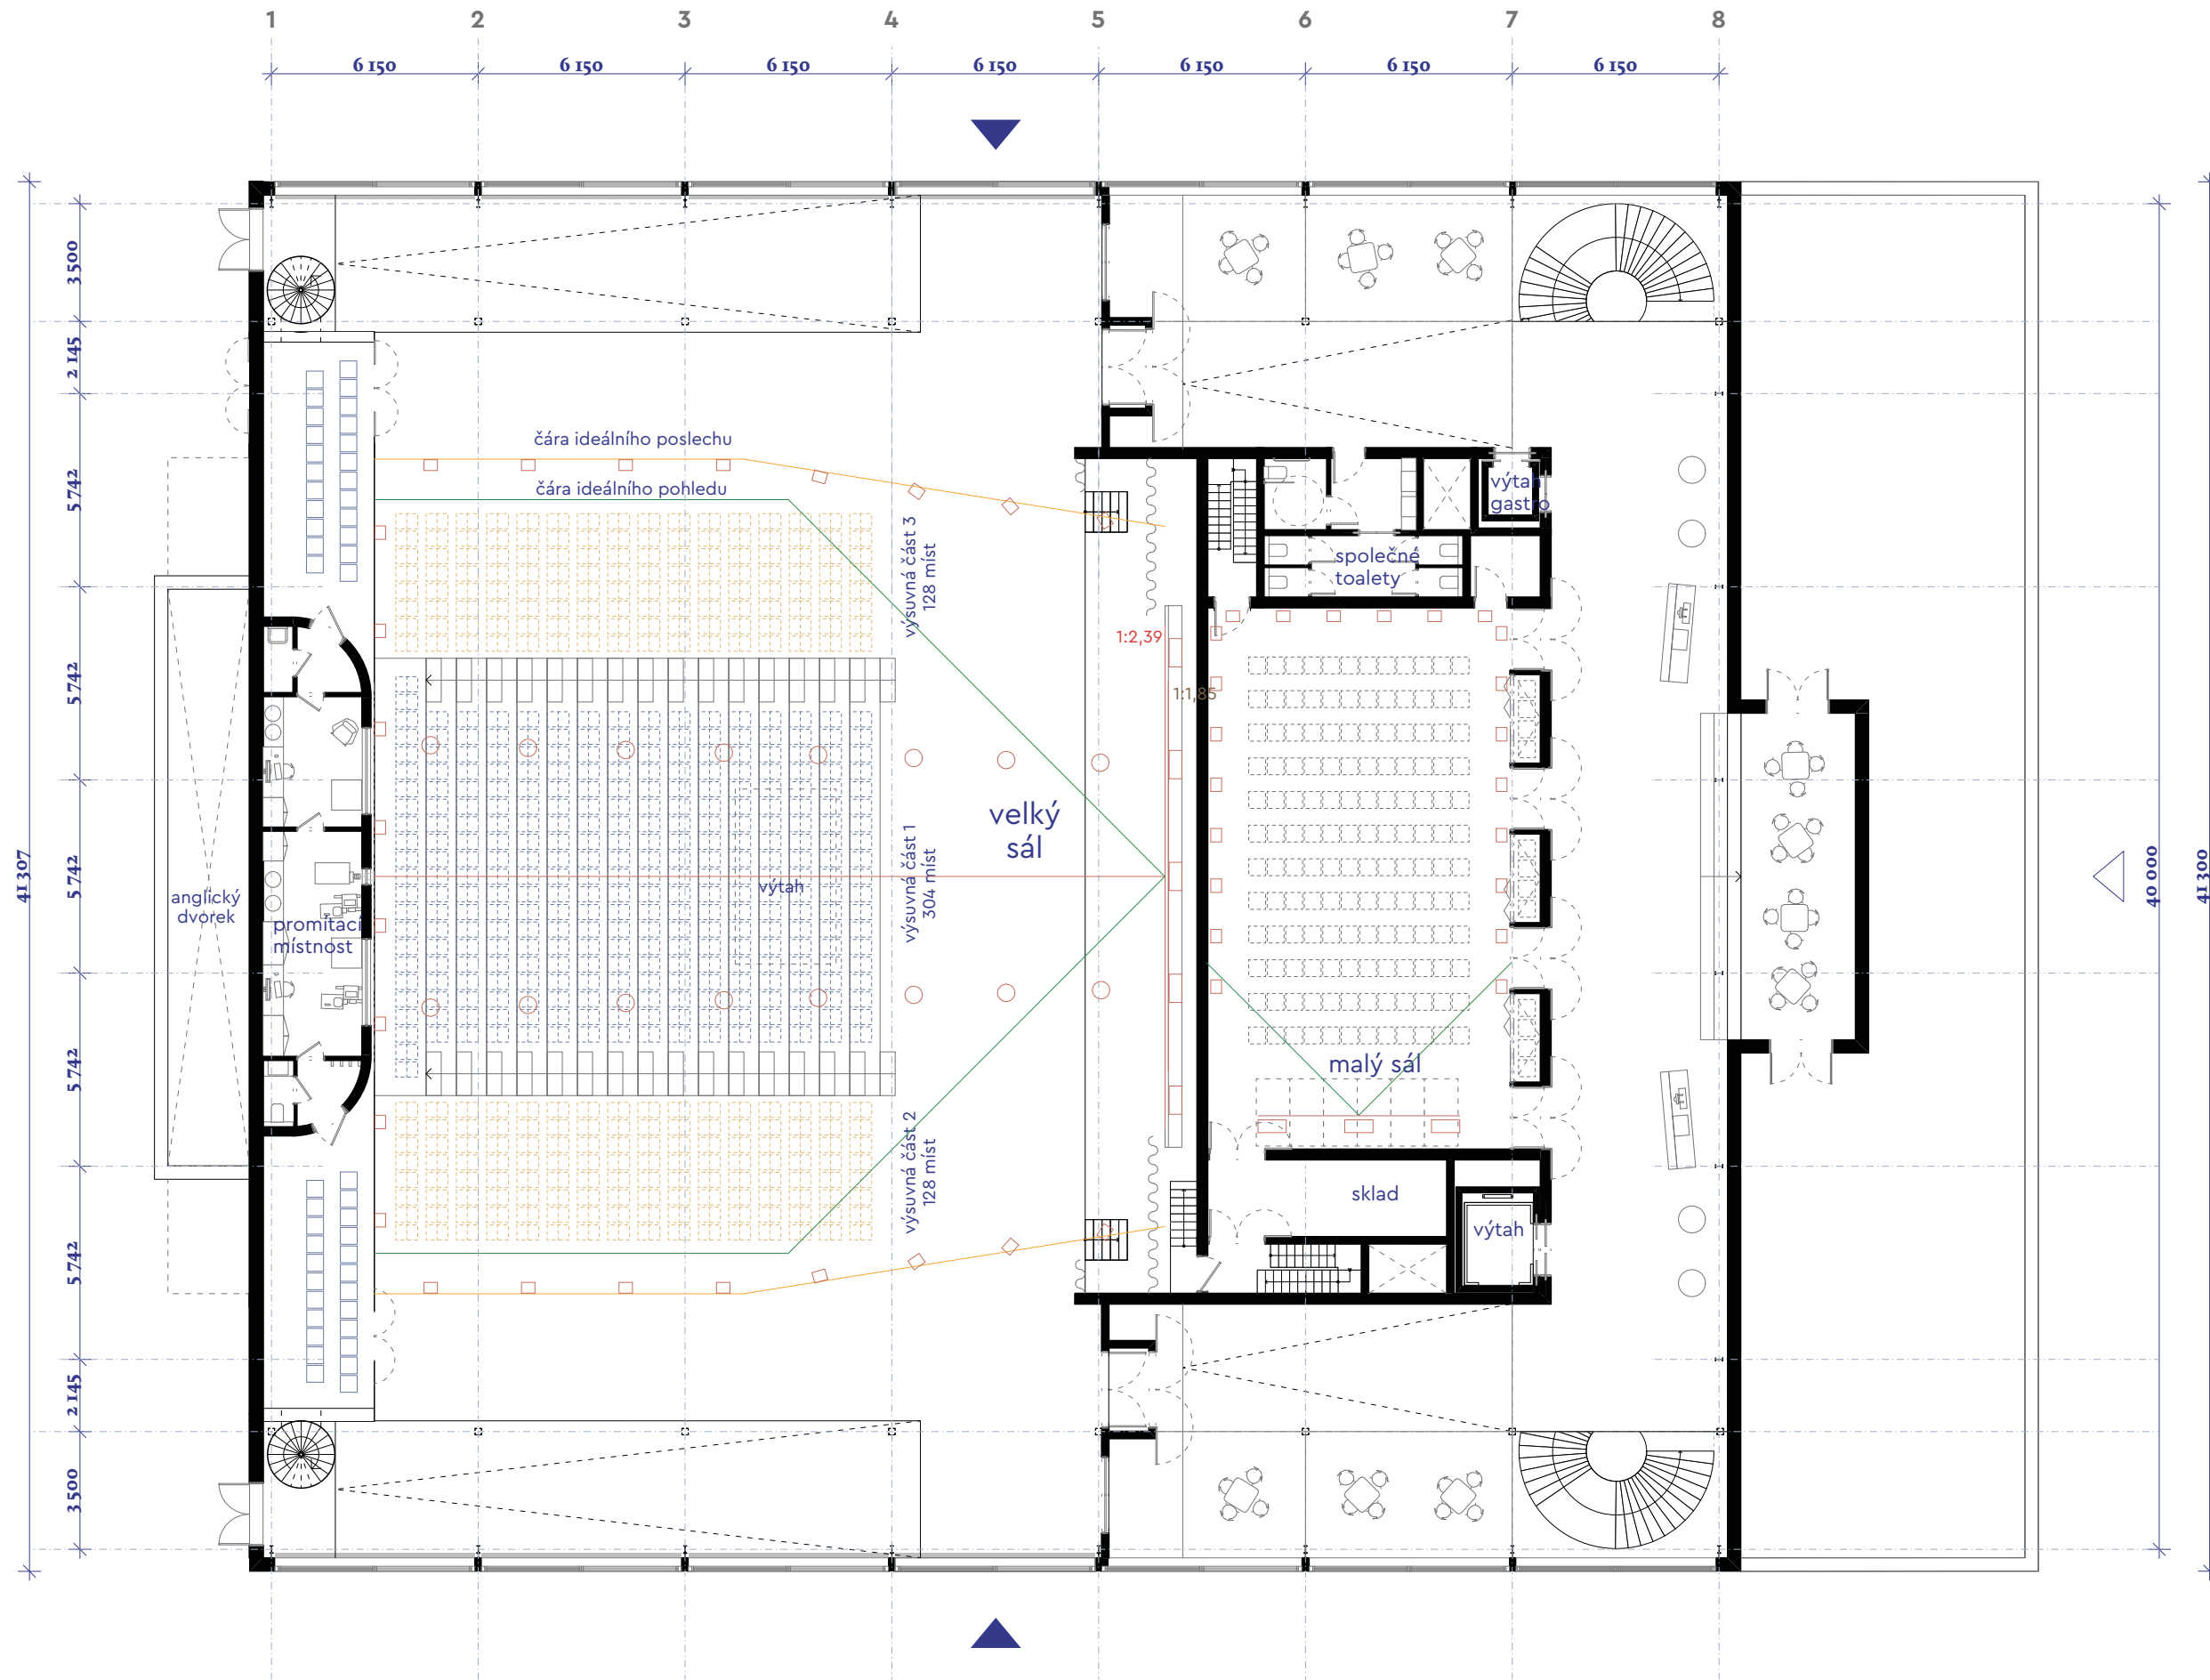 1 2 3 4 5 6 7 8
6 150 6 150 6 150 6 150 6 150 6 150 6 150
3 500
2 145
5 742
5 742
5 742
5 742
5 742
2 145
3 500
41 307
40 000
41 300
čára ideálního poslechu
čára ideálního pohledu
výsuvná část 3
128 míst
výtah
gastro
společné
toalety
1:2,39
1:1,85
velký
sál
výsuvná část 1
304 míst
výtah
anglický
dvorek
promítací
místnost
malý sál
výsuvná část 2
128 míst
sklad
výtah